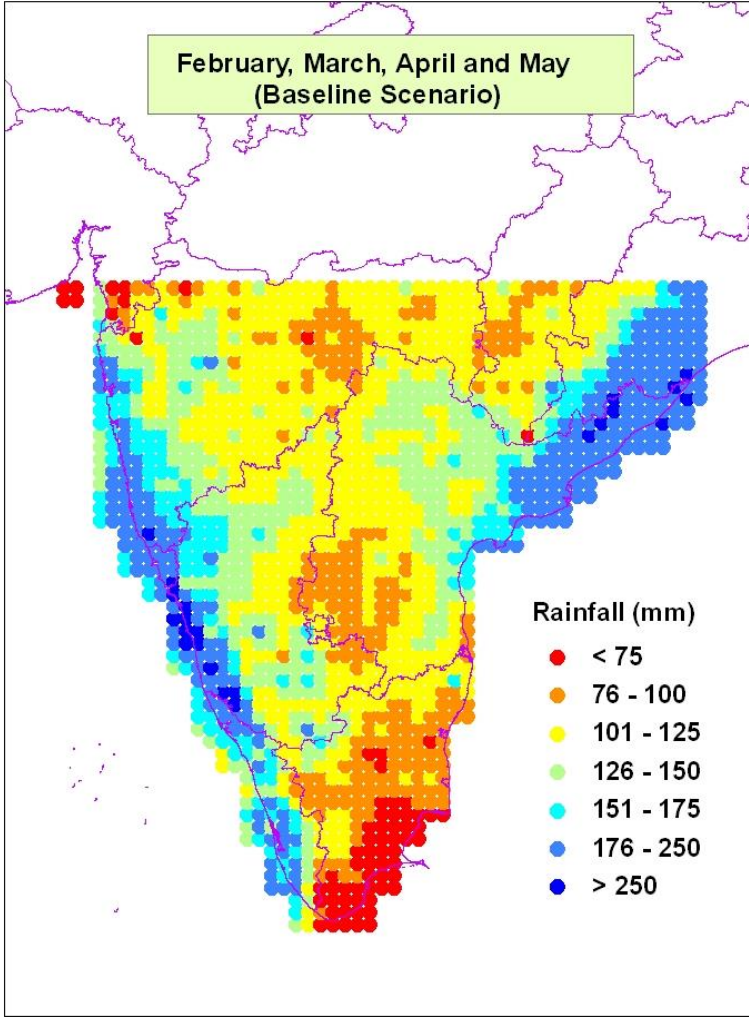 February, March, April and May
(Baseline Scenario)
Rainfall (mm)
< 75
76 - 100
101 - 125
126 - 150
151 - 175
176 - 250
> 250